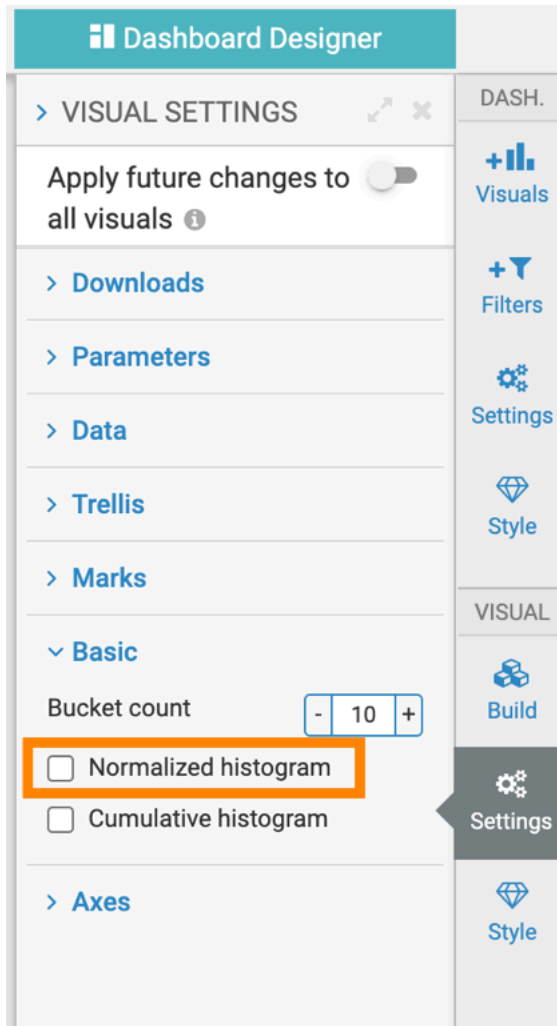 Dashboard Designer
VISUAL SETTINGS
Apply future changes to
all visuals
Downloads
Parameters
Data
Trellis
Marks
Basic
Bucket count
- 10 +
Normalized histogram
Cumulative histogram
Axes
DASH.
Visuals
Filters
Settings
Style
VISUAL
Build
Settings
Style